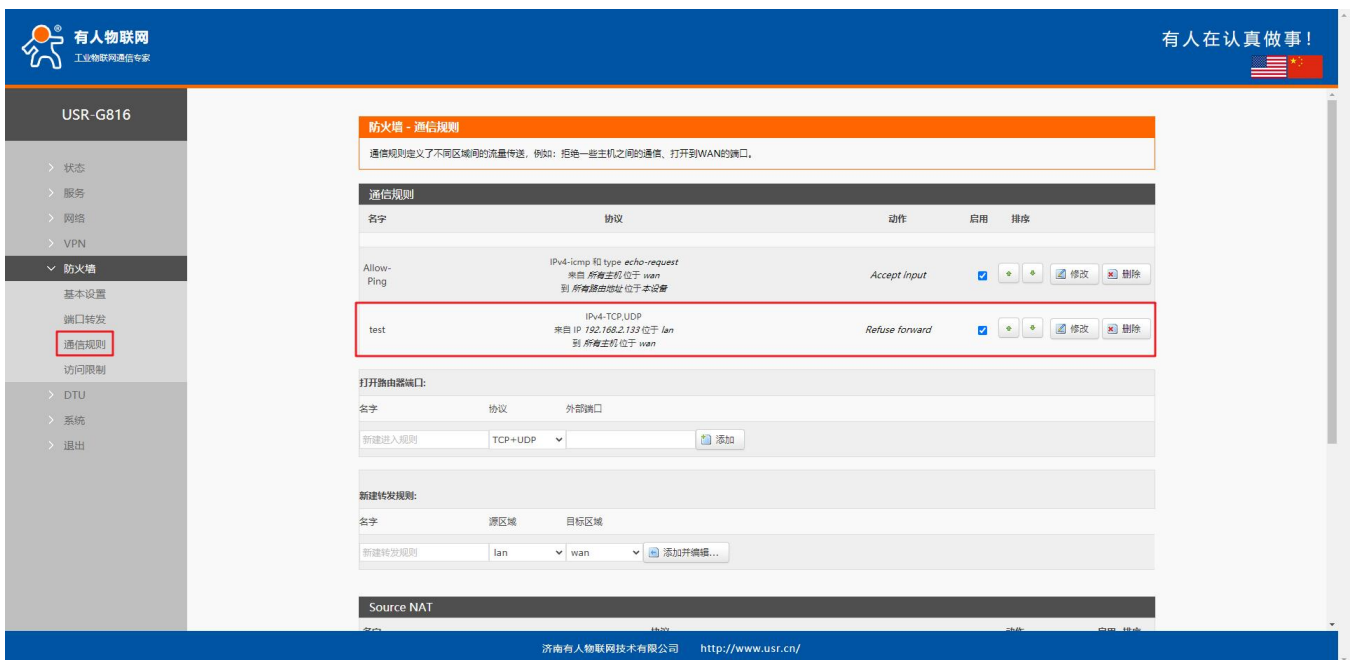 有人物联网
工业物联网通信专家
有人在认真做事!
USR-G816
状态
服务
网络
VPN
防火墙
基本设置
端口转发
通信规则
访问限制
DTU
系统
退出
防火墙 - 通信规则
通信规则定义了不同区域间的流量传送，例如：拒绝一些主机之间的通信、打开到WAN的端口。
通信规则
名字 协议 动作 启用 排序
Allow-
Ping
IPv4-icmp 和 type echo-request
来自 所有主机 位于 wan
到 所有路由地址 位于 本设备
Accept input
修改 删除
test
IPv4-TCP,UDP
来自 IP 192.168.2.133 位于 lan
到 所有主机 位于 wan
Refuse forward
修改 删除
打开路由器端口:
名字 协议 外部端口
新建进入规则 TCP+UDP 添加
新建转发规则:
名字 源区域 目标区域
新建转发规则 lan wan 添加并编辑...
Source NAT
名字 协议 动作 启用 排序
济南有人物联网技术有限公司 http://www.usr.cn/